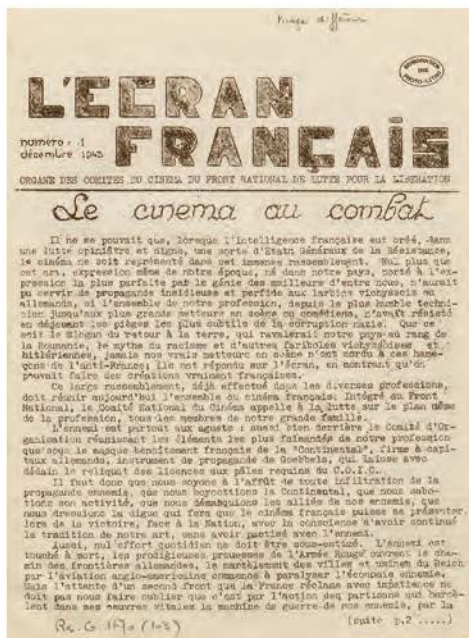 L'ECRAN
FRANÇAIS
numéro : 1
décembre 1943
ORGANE DES COMITES DU CINEMA DU FRONT NATIONAL DE LUTTE POUR LA LIBERATION
Le cinema au combat
Il ne se pouvait que, lorsque l'intelligence française eut créé, dans
une lutte opiniâtre et digne, une sorte d'Etats Généraux de la Résistance,
le cinéma ne soit représenté dans cet immense rassemblement. Nul plus que
cet art, expression même de notre époque, né dans notre pays, porté à l'ex-
pression la plus parfaite par le génie des meilleurs d'entre nous, n'aurait
pu servir de propagande insidieuse et perfide aux larbins vichyssois ou
allemands, si l'ensemble de notre profession, depuis le plus humble techni-
cien jusqu'aux plus grands metteurs en scène ou comédiens, n'avait résisté
en déjouant les pièges les plus subtils de la corruption nazie. Que ce
soit le slogan du retour à la terre, qui ravalerait notre pays au rang de
la Roumanie, le mythe du racisme et d'autres fariboles vichyssoises et
hitlériennes, jamais nos vrais metteurs en scène n'ont mordu à ces hame-
çons de l'anti-France; ils ont répondu sur l'écran, en montrant qu'on
pouvait faire des créations vraiment françaises.
Ce large rassemblement, déjà effectué dans les diverses professions,
doit réunir aujourd'hui l'ensemble du cinéma français. Intégré au Front
National, le Comité National du Cinéma appelle à la lutte sur le plan même
de la profession, tous les membres de notre grande famille.
L'ennemi est partout aux aguets : aussi bien derrière le Comité d'Or-
ganisation réunissant les éléments les plus faisandés de notre profession
que sous le masque benoîtement français de la "Continental", firme à capi-
taux allemands, instrument de propagande de Goebbels, qui laisse avec
dédain le reliquat des licences aux pâles requins du C.O.I.C..
Il faut donc que nous soyons à l'affût de toute infiltration de la
propagande ennemie, que nous boycottions la Continental, que nous sabo-
tions son activité, que nous démasquions les alliés de nos ennemis, que
nous dressions la digue qui fera que le cinéma français puisse se présenter
lors de la victoire, face à la Nation, avec la conscience d'avoir continué
la tradition de notre art, sans avoir pactisé avec l'ennemi.
Aussi, nul effort quotidien ne doit être sous-estimé. L'ennemi est
touché à mort, les prodigieuses prouesses de l'Armée Rouge ouvrent le che-
min des frontières allemandes, le martèlement des villes et usines du Reich
par l'aviation anglo-américaine commence à paralyser l'économie ennemie.
Mais l'attente d'un second front que la France réclame avec impatience ne
doit pas nous faire oublier que c'est par l'action des partisans qui harcè-
lent dans ses oeuvres vitales la machine de guerre de nos ennemis, par la
(suite p.2 .....)